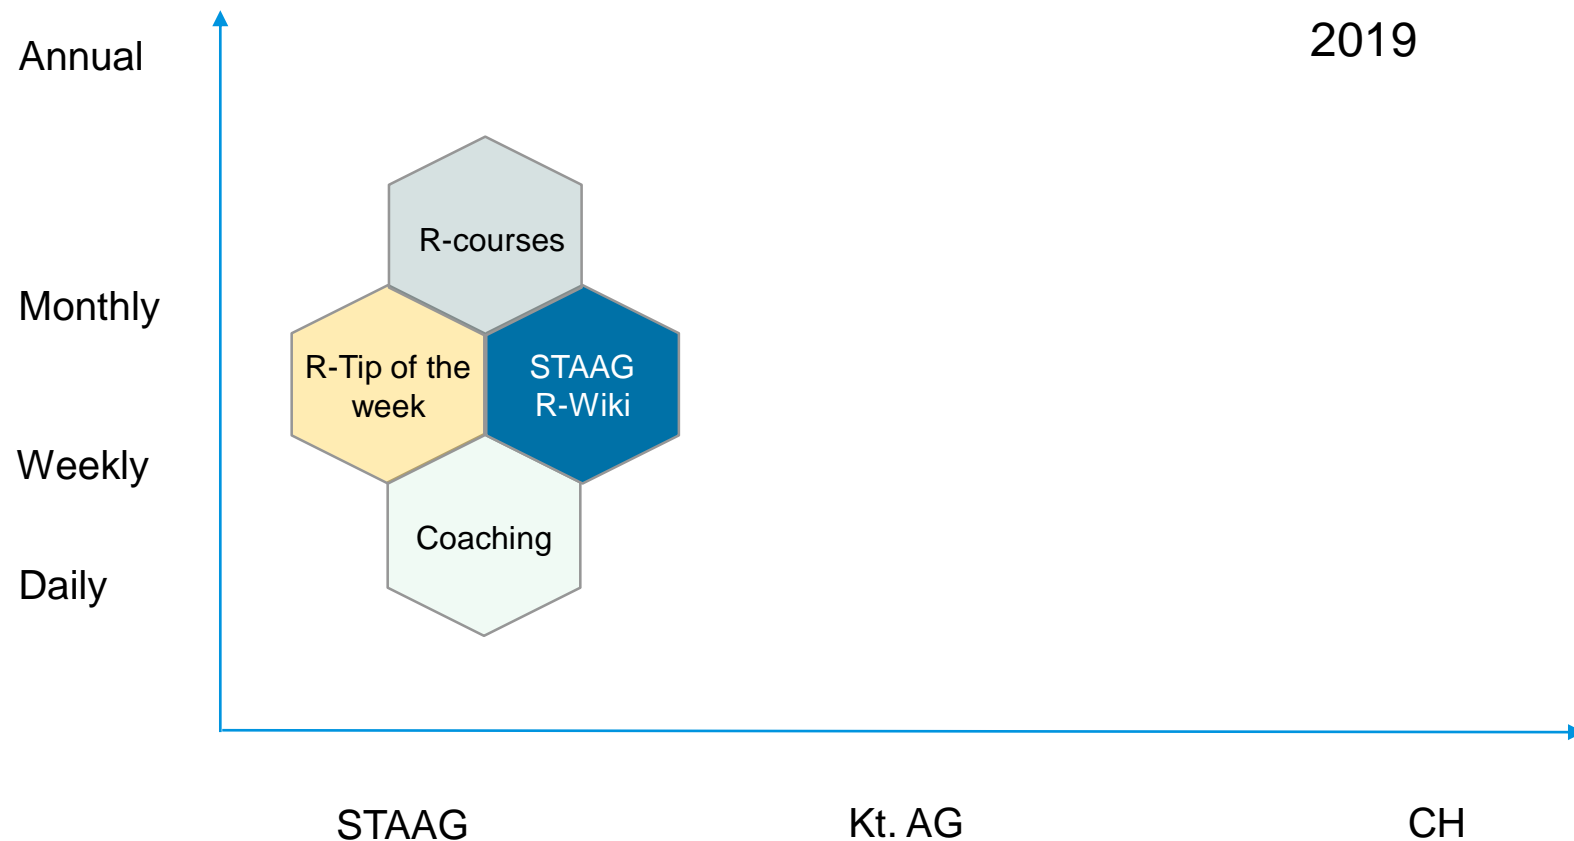 Annual
2019
R-courses
Monthly
R-Tip of the
week
STAAG
R-Wiki
Weekly
Coaching
Daily
STAAG
Kt. AG
CH